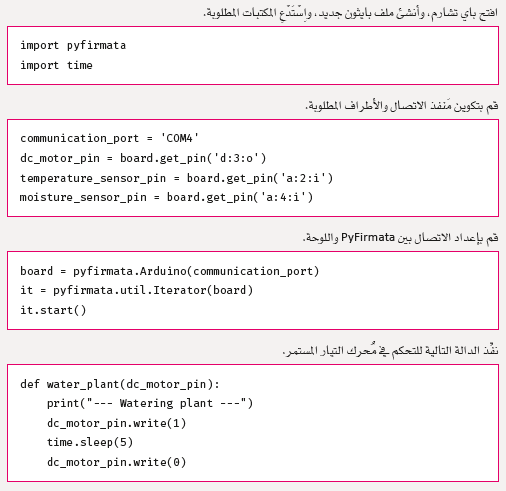 افتح باي تشارم، وأنشئ ملف بايثون جديد، واسْتَدْعِ المكتبات المطلوبة.
import pyfirmata
import time
قم بتكوين مَنفذ الاتصال والأطراف المطلوبة.
communication_port = 'COM4'
dc_motor_pin = board.get_pin('d:3:o')
temperature_sensor_pin = board.get_pin('a:2:i')
moisture_sensor_pin = board.get_pin('a:4:i')
قم بإعداد الاتصال بين PyFirmata واللوحة.
board = pyfirmata.Arduino(communication_port)
it = pyfirmata.util.Iterator(board)
it.start()
نفِّذ الدالة التالية للتحكم في مُحرك التيار المستمر.
def water_plant(dc_motor_pin):
    print("--- Watering plant ---")
    dc_motor_pin.write(1)
    time.sleep(5)
    dc_motor_pin.write(0)